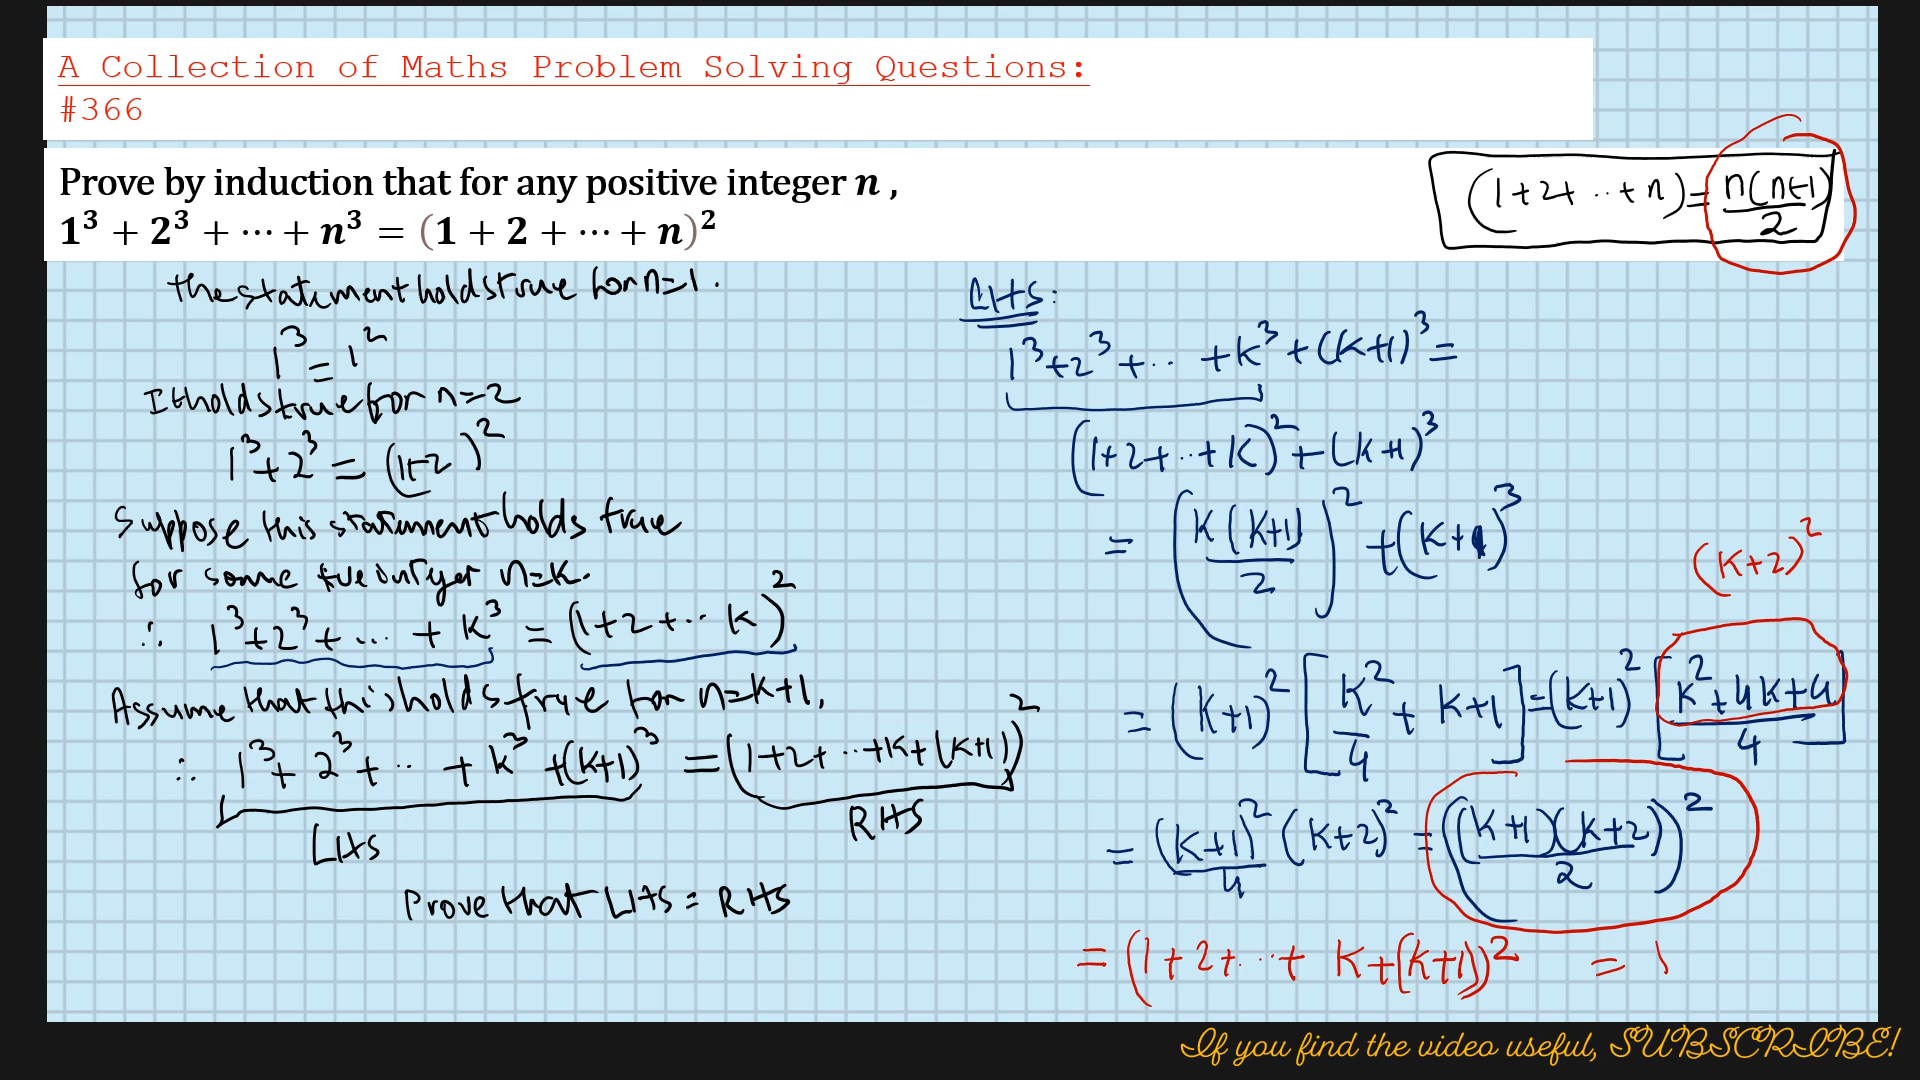 A Collection of Maths Problem Solving Questions:
#366
Prove by induction that for any positive integer n ,
1³ + 2³ + ⋯ + n³ = (1 + 2 + ⋯ + n)²
(1+2+ ⋯ + n) = n(n+1)/2
the statement holds true for n=1.
1³ = 1²
It holds true for n=2
1³+2³ = (1+2)²
Suppose this statement holds true
for some +ve integer n=k.
∴ 1³+2³+ ... + k³ = (1+2+ ⋯ k)²
Assume that this holds true for n=k+1,
∴ 1³+ 2³+ ⋯ + k³ +(k+1)³ = (1+2+ ⋯ +k+(k+1))²
LHS
RHS
Prove that LHS = RHS
LHS:
1³+2³+ ⋯ +k³+(k+1)³ =
(1+2+ ⋯ +k)²+(k+1)³
= (k(k+1)/2)² +(k+1)³
(k+2)²
= (k+1)² [k²/4 + k+1] = (k+1)² [k²+4k+4/4]
= (k+1)²/4 (k+2)² = ((k+1)(k+2)/2)²
= (1+2+ ⋯ + k+(k+1))² =
If you find the video useful, SUBSCRIBE!